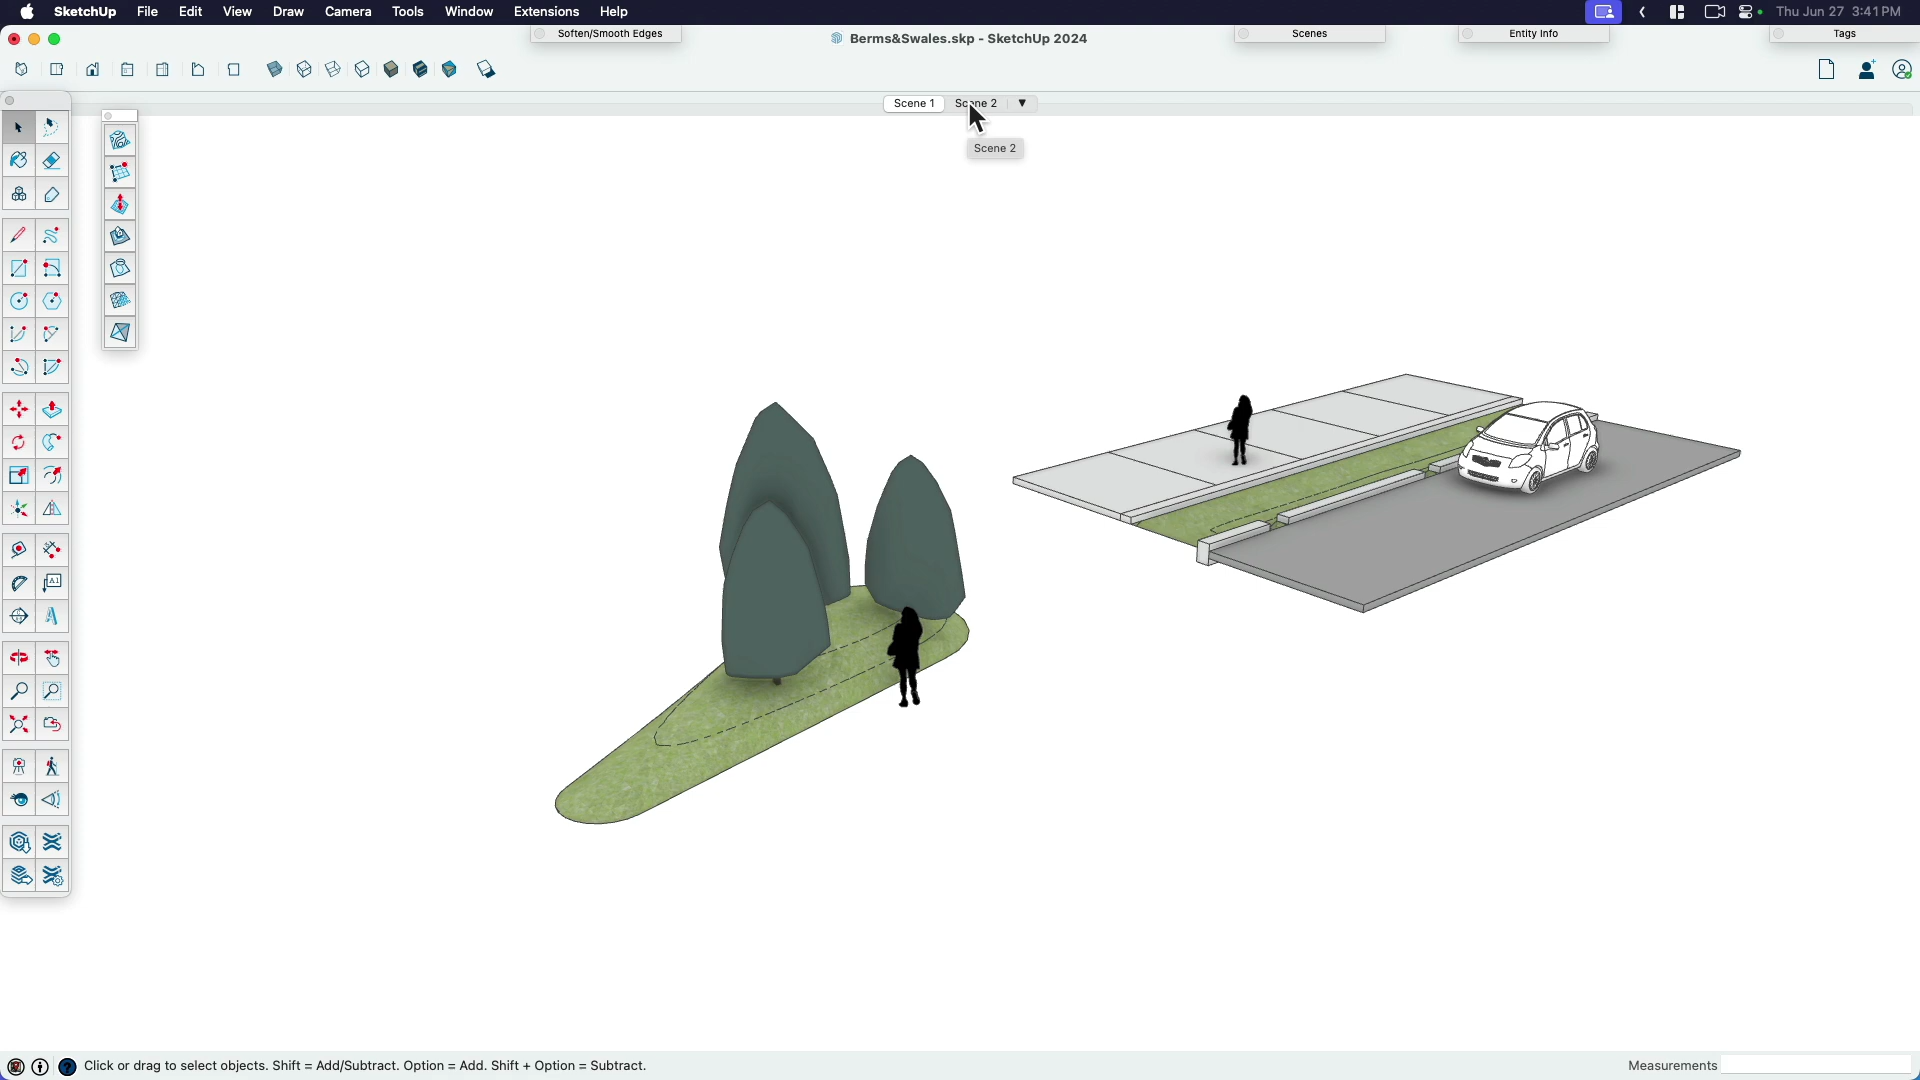 SketchUp File Edit View Draw Camera Tools Window Extensions Help
Thu Jun 27 3:41 PM
Soften/Smooth Edges
Berms&Swales.skp - SketchUp 2024
Scenes
Entity Info
Tags
Scene 1
Scene 2
Scene 2
A1
Click or drag to select objects. Shift = Add/Subtract. Option = Add. Shift + Option = Subtract.
Measurements